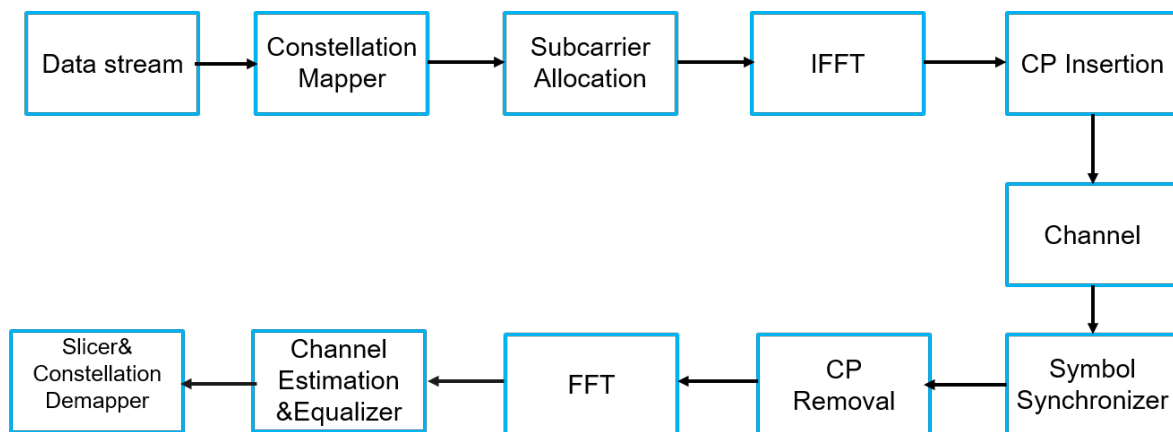 Data stream
Constellation
Mapper
Subcarrier
Allocation
IFFT
CP Insertion
Channel
Symbol
Synchronizer
CP
Removal
FFT
Channel
Estimation
&Equalizer
Slicer&
Constellation
Demapper